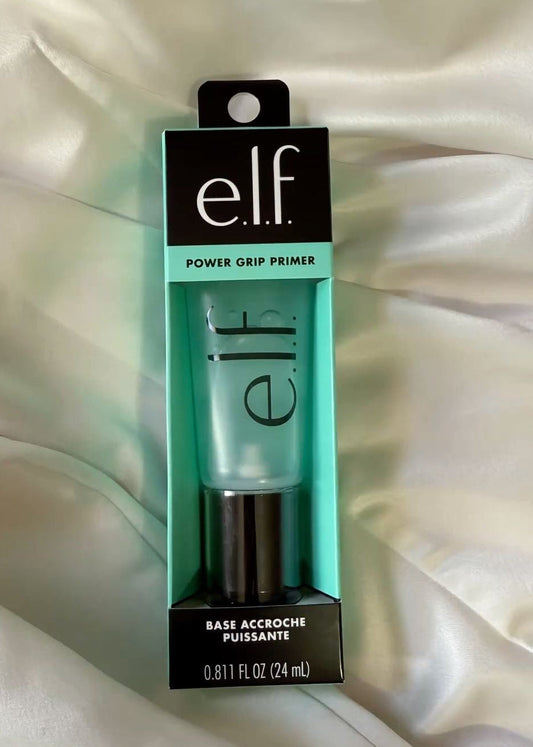 e.l.f.
POWER GRIP PRIMER
e.l.f.
BASE ACCROCHE
PUISSANTE
0.811 FL OZ (24 mL)